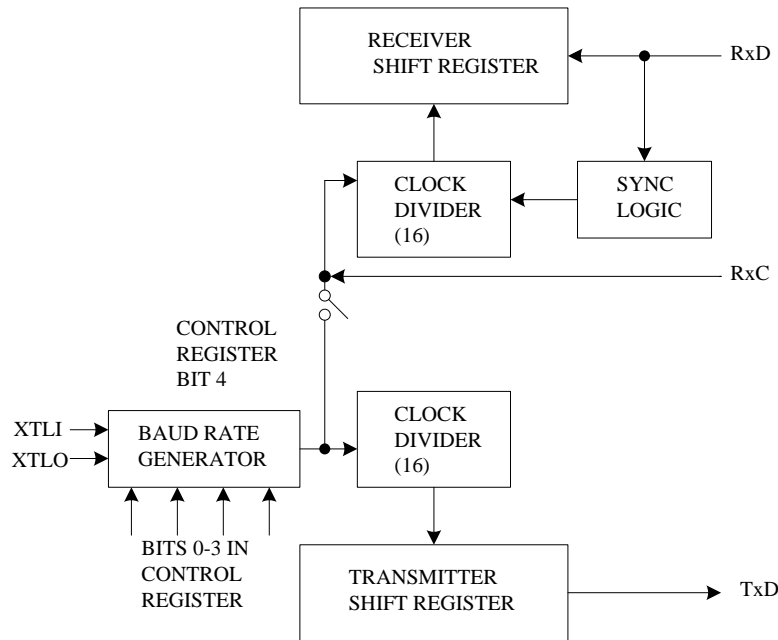 RECEIVER
SHIFT REGISTER
RxD
CLOCK
DIVIDER
(16)
SYNC
LOGIC
RxC
CONTROL
REGISTER
BIT 4
XTLI
XTLO
BAUD RATE
GENERATOR
CLOCK
DIVIDER
(16)
BITS 0-3 IN
CONTROL
REGISTER
TRANSMITTER
SHIFT REGISTER
TxD